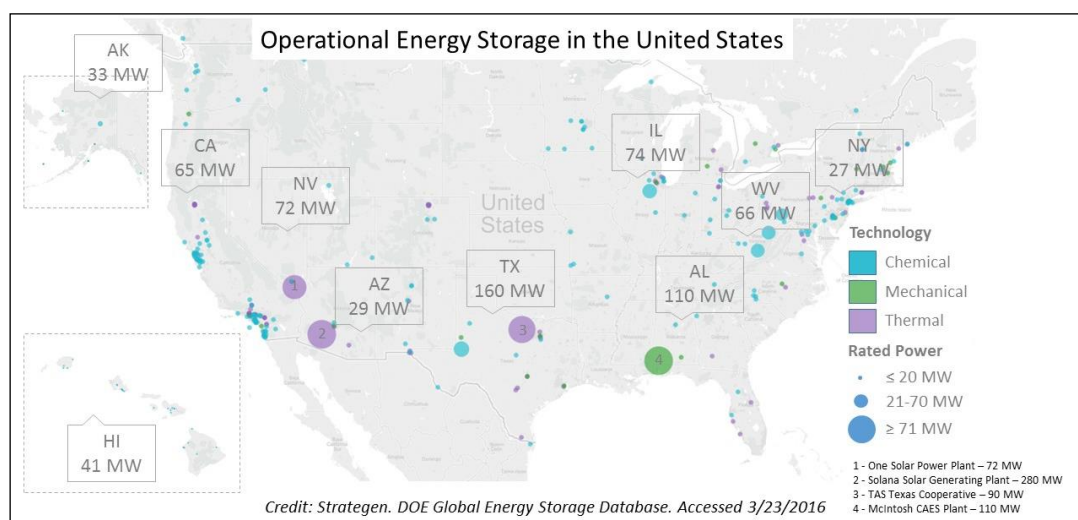 Operational Energy Storage in the United States
AK
33 MW
CA
65 MW
NV
72 MW
AZ
29 MW
TX
160 MW
IL
74 MW
WV
66 MW
NY
27 MW
AL
110 MW
HI
41 MW
United
States
1
2
3
4
Technology
Chemical
Mechanical
Thermal
Rated Power
≤ 20 MW
21-70 MW
≥ 71 MW
1 - One Solar Power Plant – 72 MW
2 - Solana Solar Generating Plant – 280 MW
3 - TAS Texas Cooperative – 90 MW
4 - McIntosh CAES Plant – 110 MW
Credit: Strategen. DOE Global Energy Storage Database. Accessed 3/23/2016